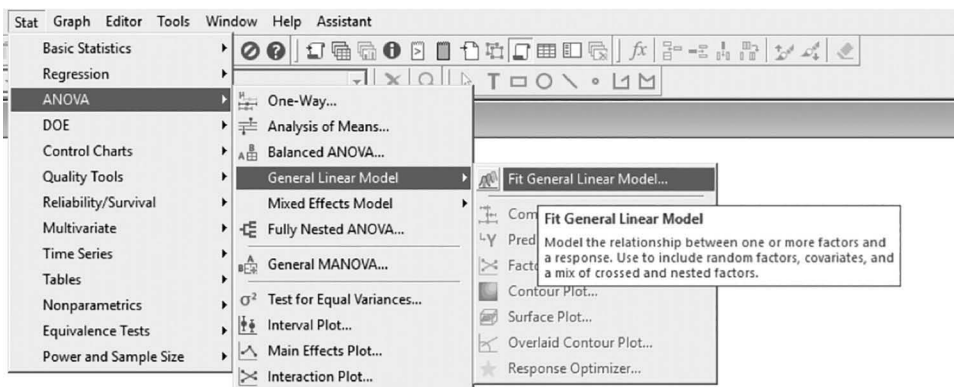 Stat Graph Editor Tools Window Help Assistant
Basic Statistics
Regression
ANOVA
DOE
Control Charts
Quality Tools
Reliability/Survival
Multivariate
Time Series
Tables
Nonparametrics
Equivalence Tests
Power and Sample Size
One-Way...
Analysis of Means...
Balanced ANOVA...
General Linear Model
Mixed Effects Model
Fully Nested ANOVA...
General MANOVA...
σ² Test for Equal Variances...
Interval Plot...
Main Effects Plot...
Interaction Plot...
Fit General Linear Model...
Com
Pred
Facto
Contour Plot...
Surface Plot...
Overlaid Contour Plot...
Response Optimizer...
Fit General Linear Model
Model the relationship between one or more factors and
a response. Use to include random factors, covariates, and
a mix of crossed and nested factors.